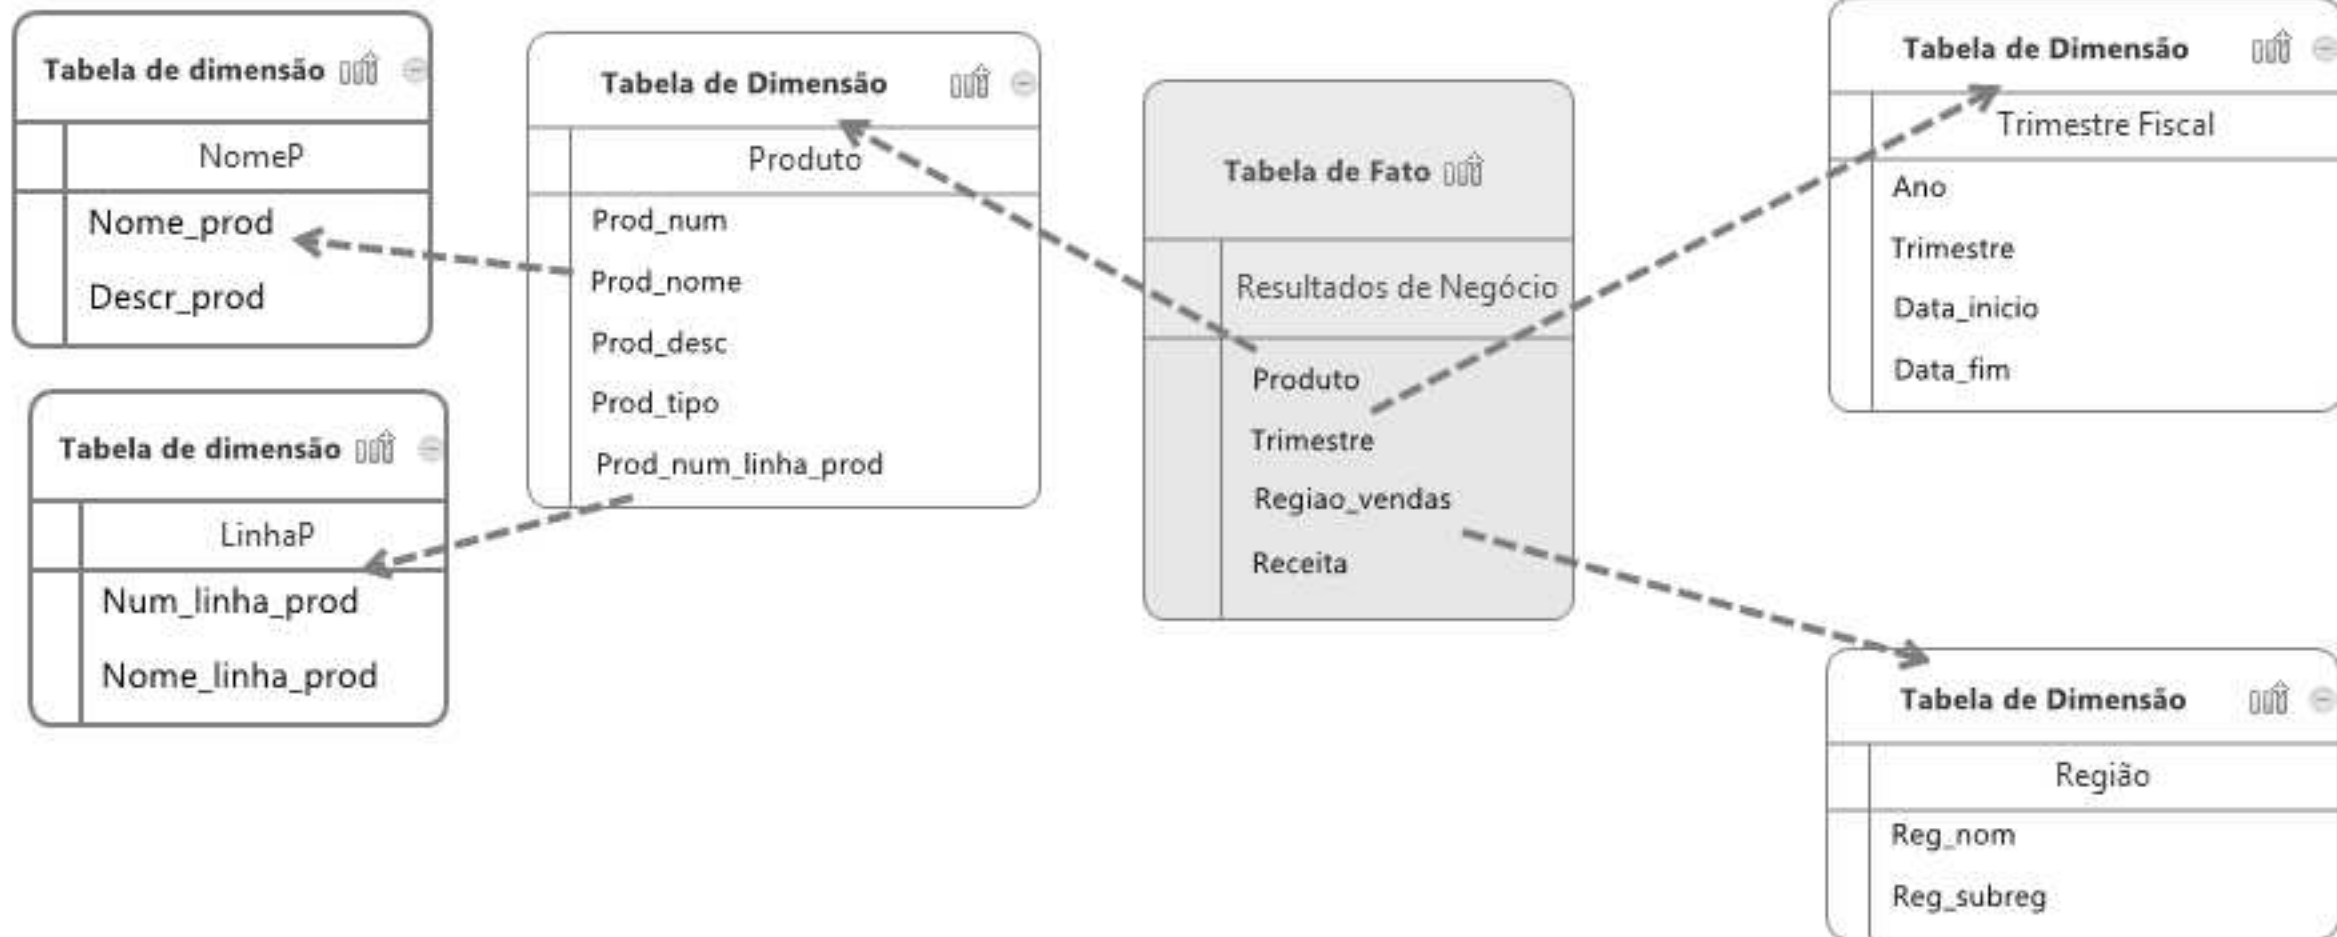 Tabela de dimensão
NomeP
Nome_prod
Descr_prod
Tabela de dimensão
LinhaP
Num_linha_prod
Nome_linha_prod
Tabela de Dimensão
Produto
Prod_num
Prod_nome
Prod_desc
Prod_tipo
Prod_num_linha_prod
Tabela de Fato
Resultados de Negócio
Produto
Trimestre
Regiao_vendas
Receita
Tabela de Dimensão
Trimestre Fiscal
Ano
Trimestre
Data_inicio
Data_fim
Tabela de Dimensão
Região
Reg_nom
Reg_subreg